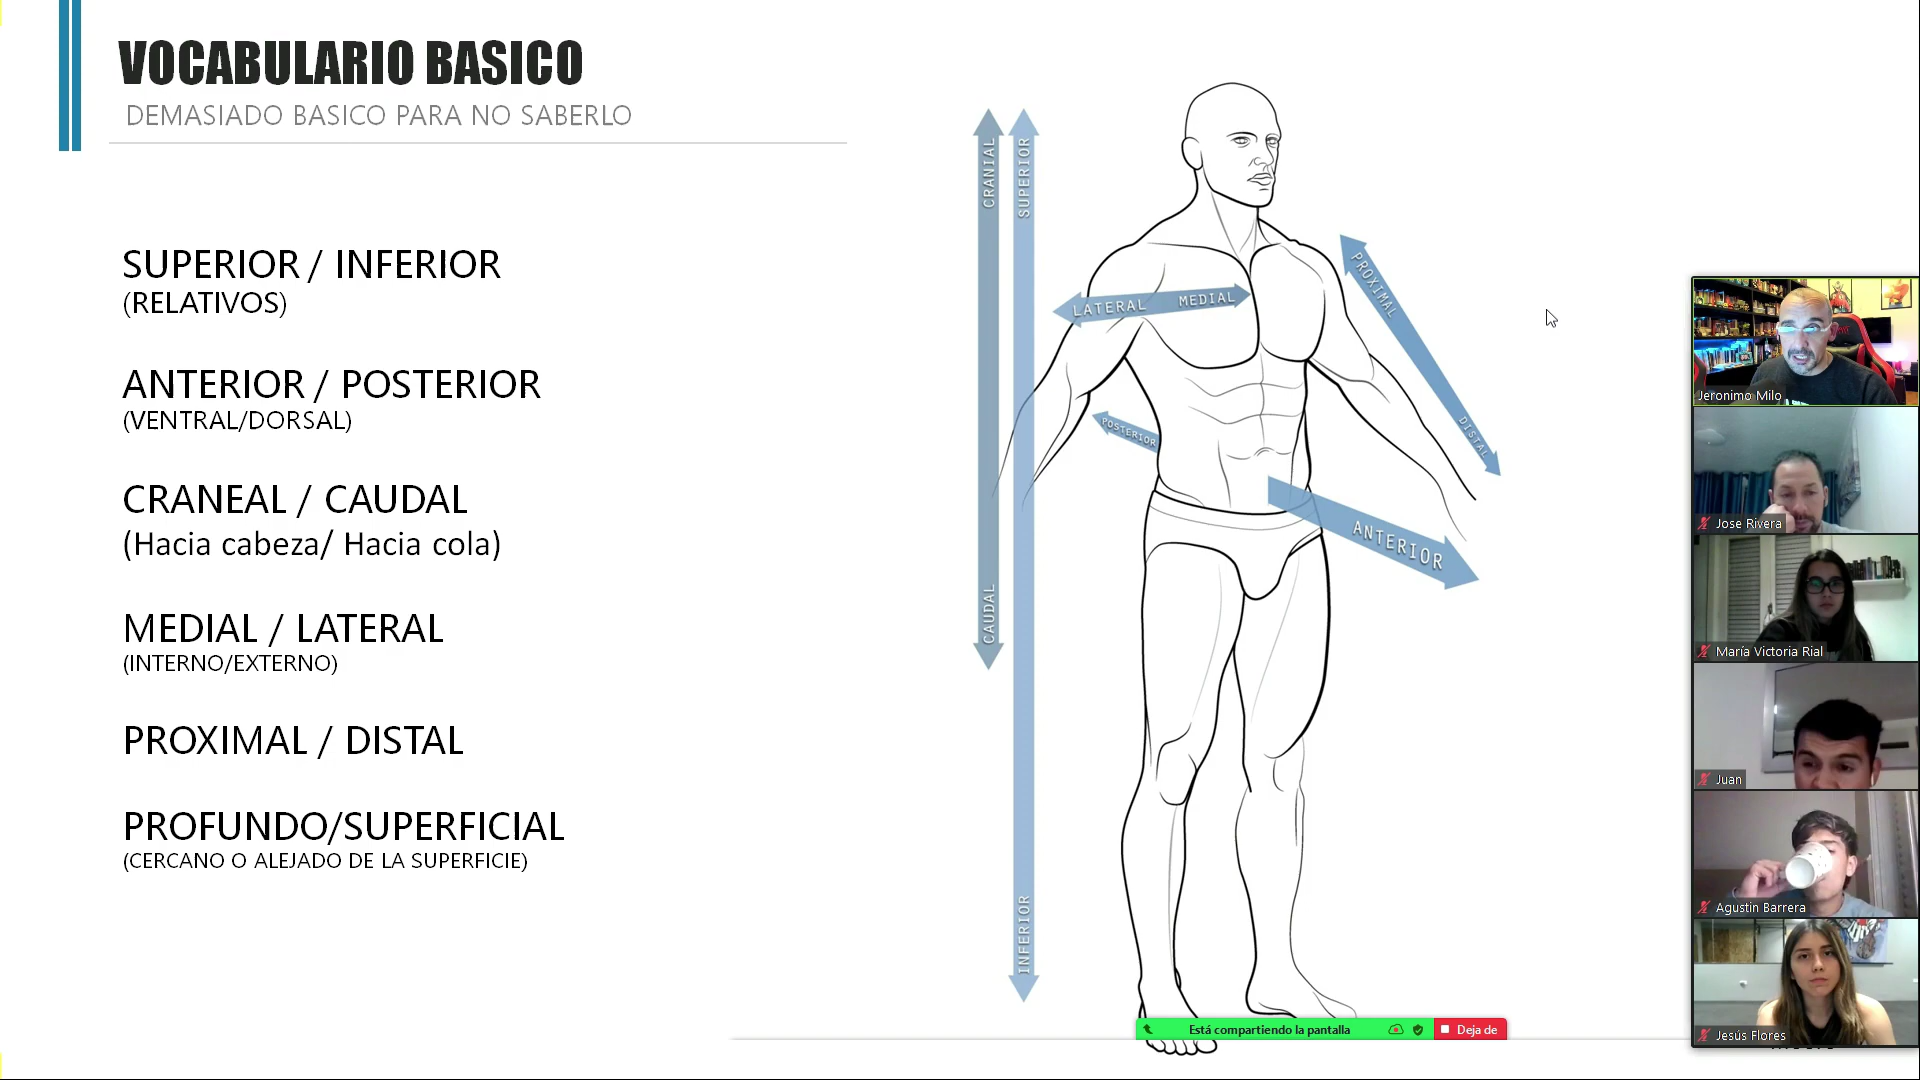 VOCABULARIO BASICO
DEMASIADO BASICO PARA NO SABERLO
SUPERIOR / INFERIOR
(RELATIVOS)
ANTERIOR / POSTERIOR
(VENTRAL/DORSAL)
CRANEAL / CAUDAL
(Hacia cabeza/ Hacia cola)
MEDIAL / LATERAL
(INTERNO/EXTERNO)
PROXIMAL / DISTAL
PROFUNDO/SUPERFICIAL
(CERCANO O ALEJADO DE LA SUPERFICIE)
CRANIAL
SUPERIOR
LATERAL MEDIAL
PROXIMAL
DISTAL
POSTERIOR
ANTERIOR
CAUDAL
INFERIOR
Está compartiendo la pantalla
Deja de
Jeronimo Milo
Jose Rivera
María Victoria Rial
Juan
Agustin Barrera
Jesús Flores